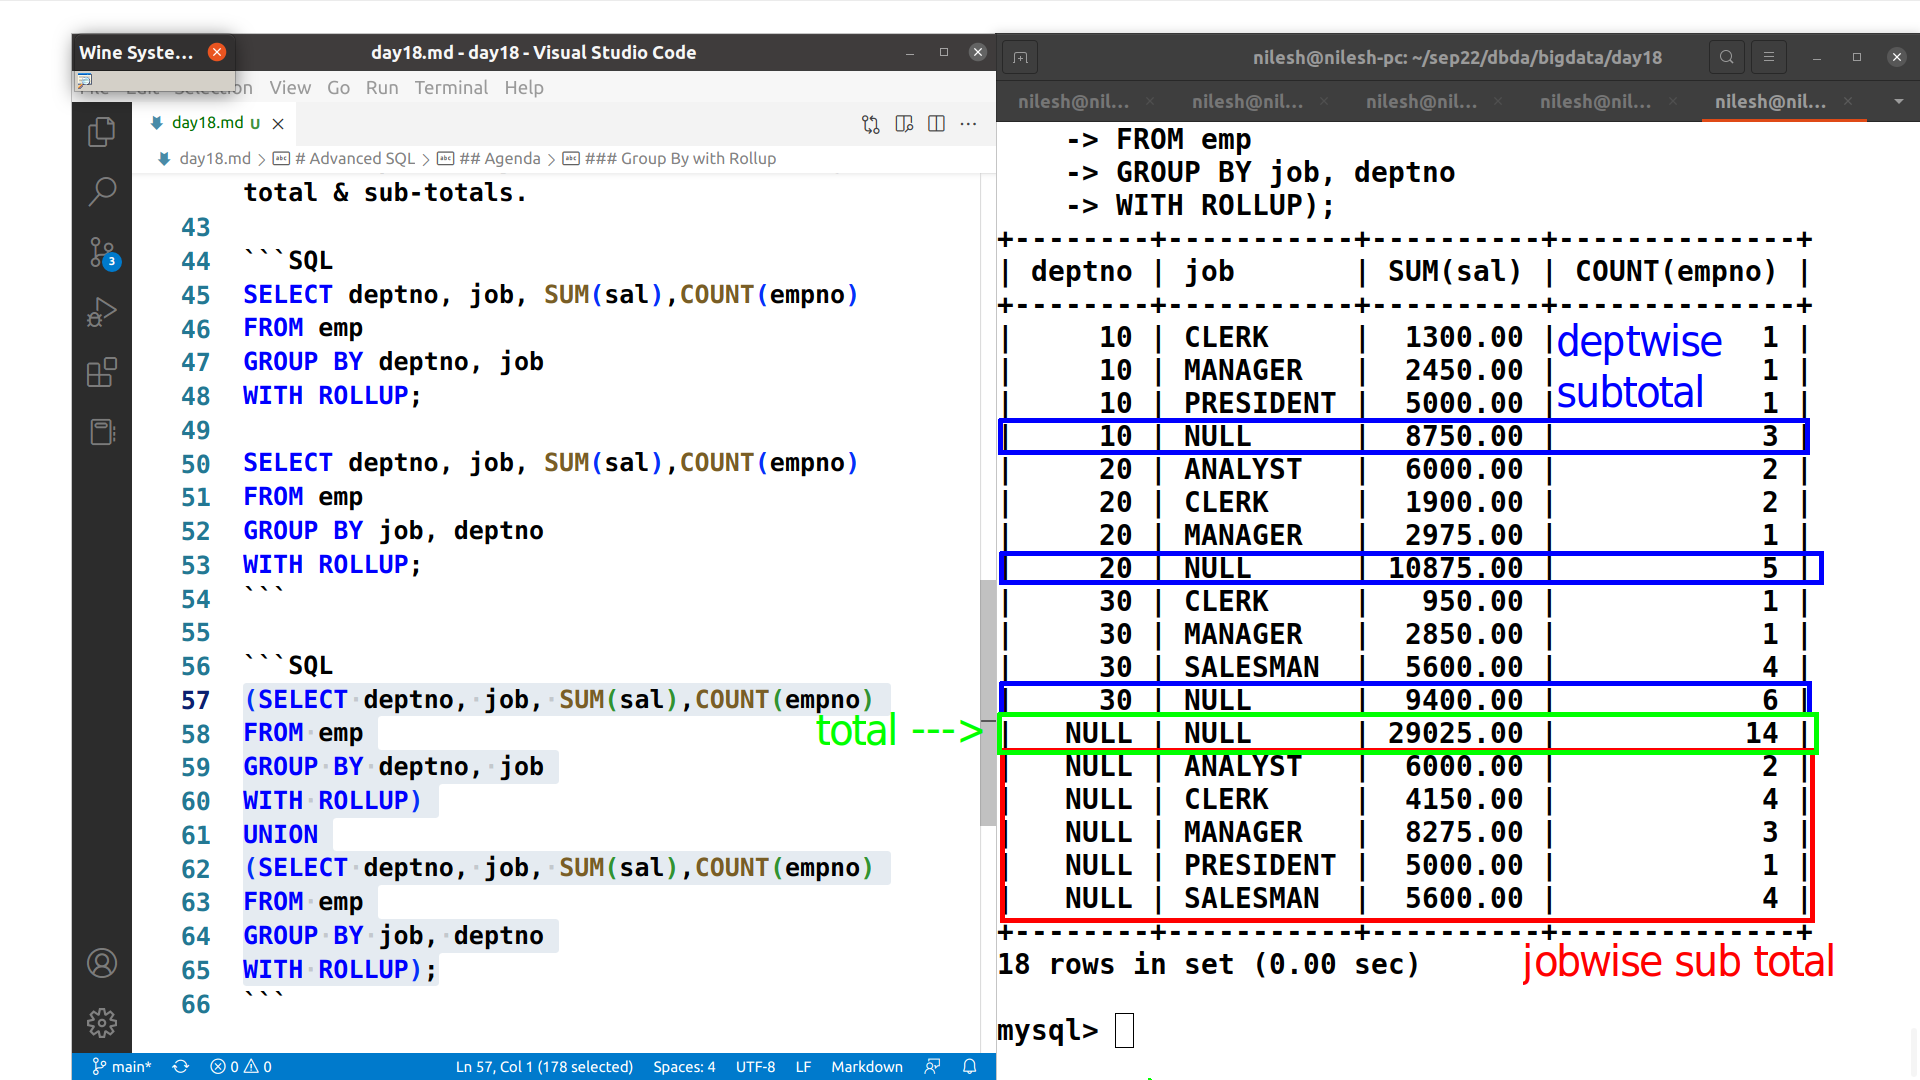 Wine Syste...
day18.md - day18 - Visual Studio Code
View Go Run Terminal Help
day18.md U
day18.md > # Advanced SQL > ## Agenda > ### Group By with Rollup
total & sub-totals.
43
44 ```SQL
45 SELECT deptno, job, SUM(sal),COUNT(empno)
46 FROM emp
47 GROUP BY deptno, job
48 WITH ROLLUP;
49
50 SELECT deptno, job, SUM(sal),COUNT(empno)
51 FROM emp
52 GROUP BY job, deptno
53 WITH ROLLUP;
54 ```
55
56 ```SQL
57 (SELECT deptno, job, SUM(sal),COUNT(empno)
58 FROM emp
59 GROUP BY deptno, job
60 WITH ROLLUP)
61 UNION
62 (SELECT deptno, job, SUM(sal),COUNT(empno)
63 FROM emp
64 GROUP BY job, deptno
65 WITH ROLLUP);
66 ```
3
main* 0 0 Ln 57, Col 1 (178 selected) Spaces: 4 UTF-8 LF Markdown
nilesh@nilesh-pc: ~/sep22/dbda/bigdata/day18
nilesh@nil... nilesh@nil... nilesh@nil... nilesh@nil... nilesh@nil...
-> FROM emp
-> GROUP BY job, deptno
-> WITH ROLLUP);
+--------+-----------+----------+--------------+
| deptno | job | SUM(sal) | COUNT(empno) |
+--------+-----------+----------+--------------+
| 10 | CLERK | 1300.00 | 1 |
| 10 | MANAGER | 2450.00 | 1 |
| 10 | PRESIDENT | 5000.00 | 1 |
| 10 | NULL | 8750.00 | 3 |
| 20 | ANALYST | 6000.00 | 2 |
| 20 | CLERK | 1900.00 | 2 |
| 20 | MANAGER | 2975.00 | 1 |
| 20 | NULL | 10875.00 | 5 |
| 30 | CLERK | 950.00 | 1 |
| 30 | MANAGER | 2850.00 | 1 |
| 30 | SALESMAN | 5600.00 | 4 |
| 30 | NULL | 9400.00 | 6 |
| NULL | NULL | 29025.00 | 14 |
| NULL | ANALYST | 6000.00 | 2 |
| NULL | CLERK | 4150.00 | 4 |
| NULL | MANAGER | 8275.00 | 3 |
| NULL | PRESIDENT | 5000.00 | 1 |
| NULL | SALESMAN | 5600.00 | 4 |
+--------+-----------+----------+--------------+
18 rows in set (0.00 sec)
mysql>
deptwise
subtotal
total --->
jobwise sub total